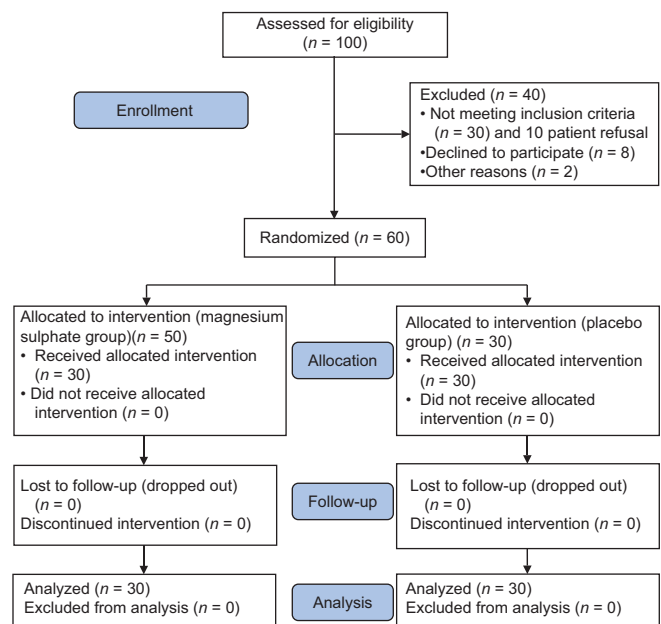 Assessed for eligibility
(n = 100)
Enrollment
Excluded (n = 40)
• Not meeting inclusion criteria
(n = 30) and 10 patient refusal
•Declined to participate (n = 8)
•Other reasons (n = 2)
Randomized (n = 60)
Allocated to intervention (magnesium
sulphate group)(n = 50)
• Received allocated intervention
(n = 30)
• Did not receive allocated
intervention (n = 0)
Allocation
Allocated to intervention (placebo
group) (n = 30)
• Received allocated intervention
(n = 30)
• Did not receive allocated
intervention (n = 0)
Lost to follow-up (dropped out)
(n = 0)
Discontinued intervention (n = 0)
Follow-up
Lost to follow-up (dropped out)
(n = 0)
Discontinued intervention (n = 0)
Analyzed (n = 30)
Excluded from analysis (n = 0)
Analysis
Analyzed (n = 30)
Excluded from analysis (n = 0)